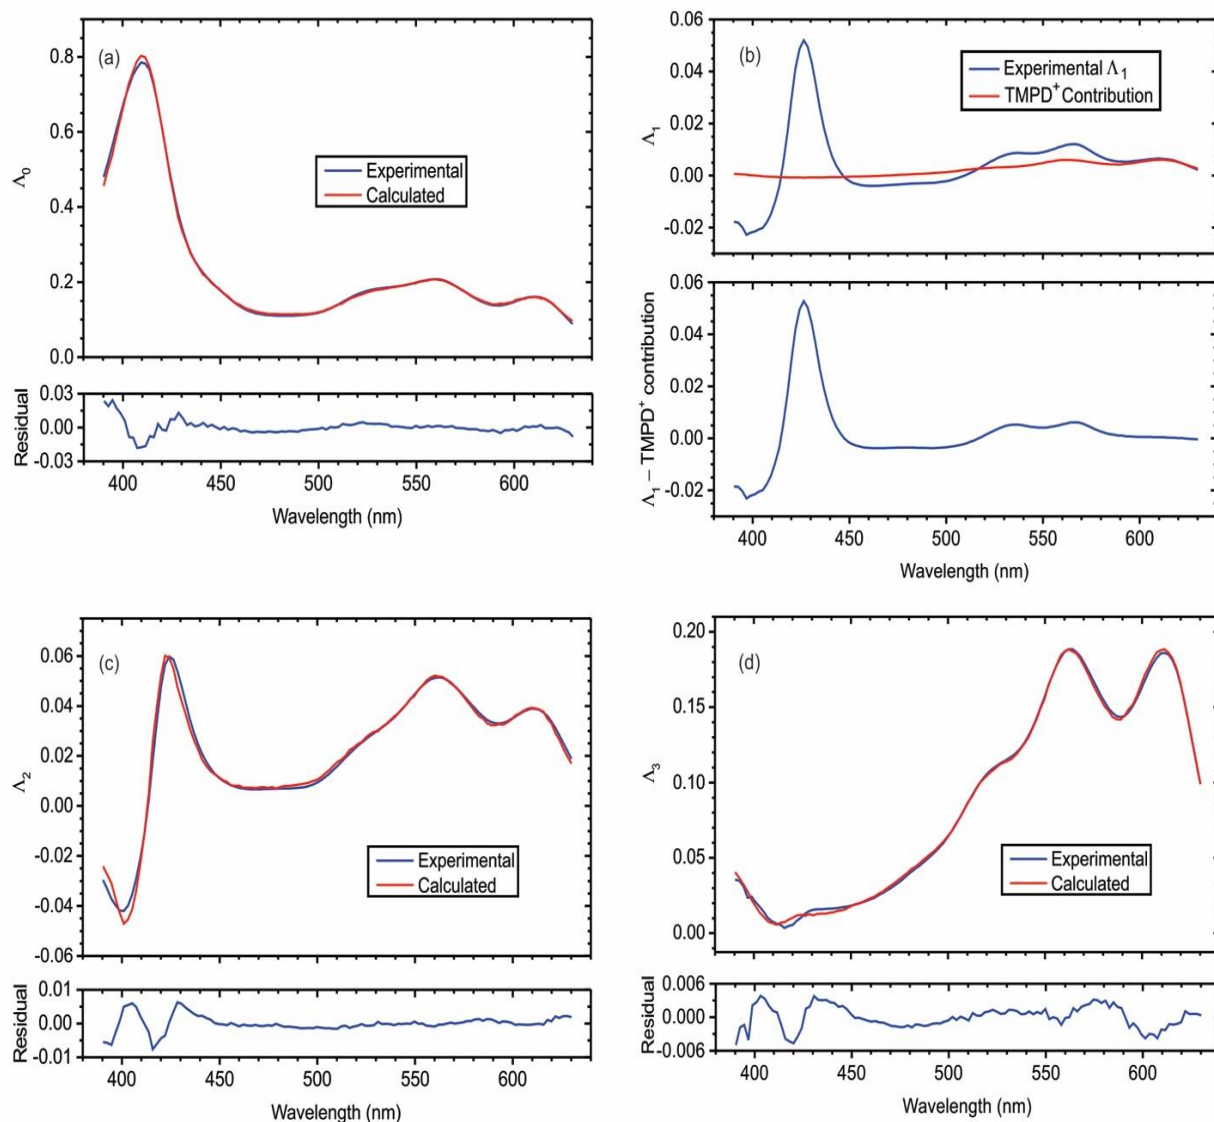 (a)
0.8
0.6
0.4
0.2
0.0
Λ0
Experimental
Calculated
0.03
0.00
-0.03
Residual
400 450 500 550 600
Wavelength (nm)
(b)
0.06
0.04
0.02
0.00
-0.02
Λ1
Experimental Λ1
TMPD+ Contribution
0.06
0.04
0.02
0.00
-0.02
Λ1 – TMPD+ contribution
400 450 500 550 600
Wavelength (nm)
(c)
0.06
0.04
0.02
0.00
-0.02
-0.04
-0.06
Λ2
Experimental
Calculated
0.01
0.00
-0.01
Residual
400 450 500 550 600
Wavelength (nm)
(d)
0.20
0.15
0.10
0.05
0.00
Λ3
Experimental
Calculated
0.006
0.000
-0.006
Residual
400 450 500 550 600
Wavelength (nm)